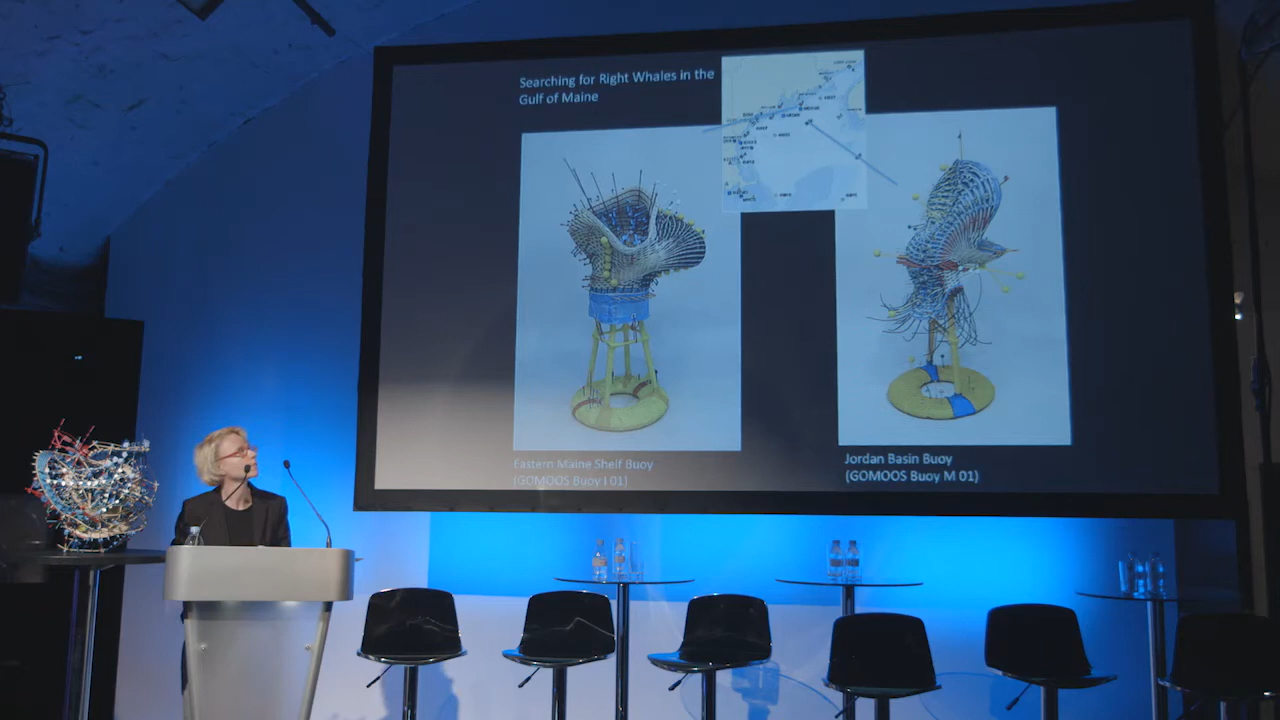 Searching for Right Whales in the
Gulf of Maine
Eastern Maine Shelf Buoy
(GOMOOS Buoy I 01)
Jordan Basin Buoy
(GOMOOS Buoy M 01)